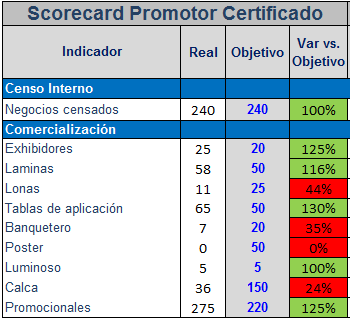 Scorecard Promotor Certificado
Indicador Real Objetivo Var vs. Objetivo
Censo Interno
Negocios censados 240 240 100%
Comercialización
Exhibidores 25 20 125%
Laminas 58 50 116%
Lonas 11 25 44%
Tablas de aplicación 65 50 130%
Banquetero 7 20 35%
Poster 0 50 0%
Luminoso 5 5 100%
Calca 36 150 24%
Promocionales 275 220 125%